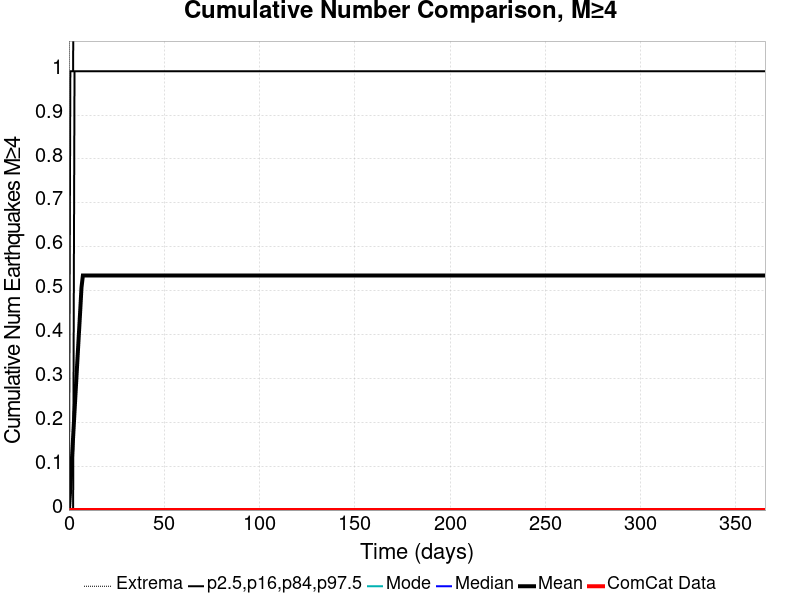 Cumulative Number Comparison, M≥4
Cumulative Num Earthquakes M≥4
1
0.9
0.8
0.7
0.6
0.5
0.4
0.3
0.2
0.1
0
0 50 100 150 200 250 300 350
Time (days)
Extrema p2.5,p16,p84,p97.5 Mode Median Mean ComCat Data